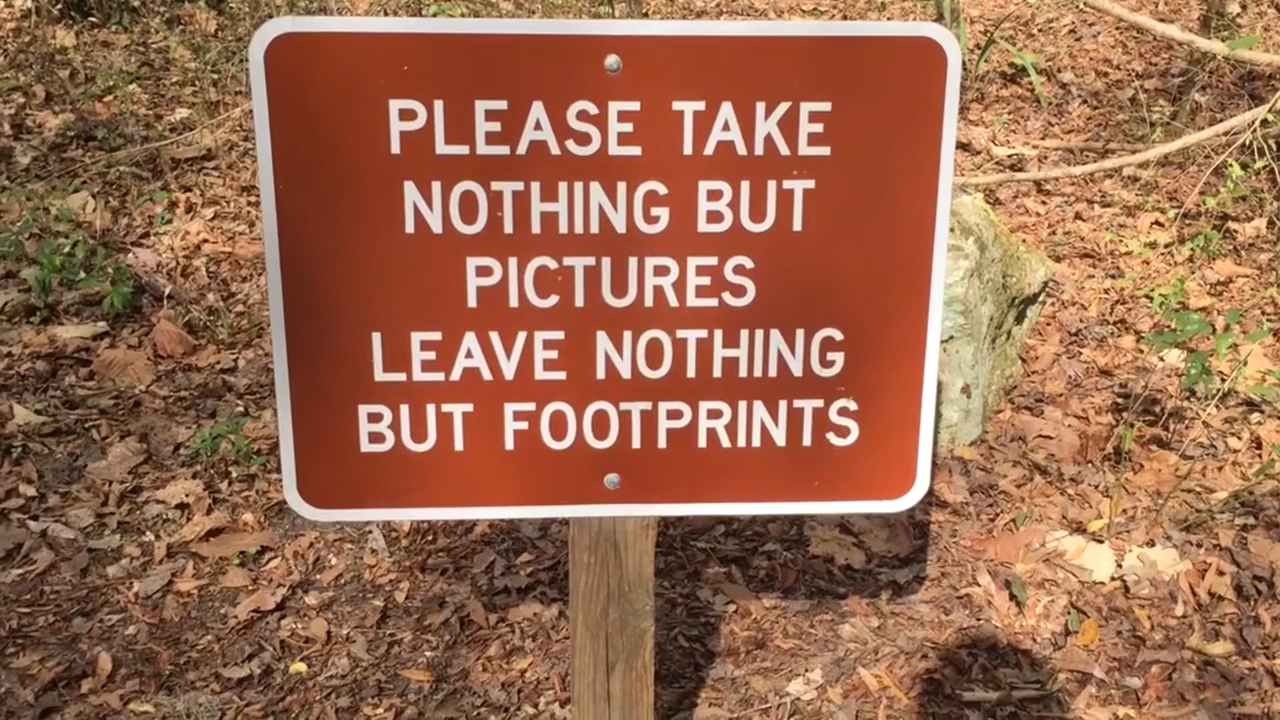 PLEASE TAKE
NOTHING BUT
PICTURES
LEAVE NOTHING
BUT FOOTPRINTS